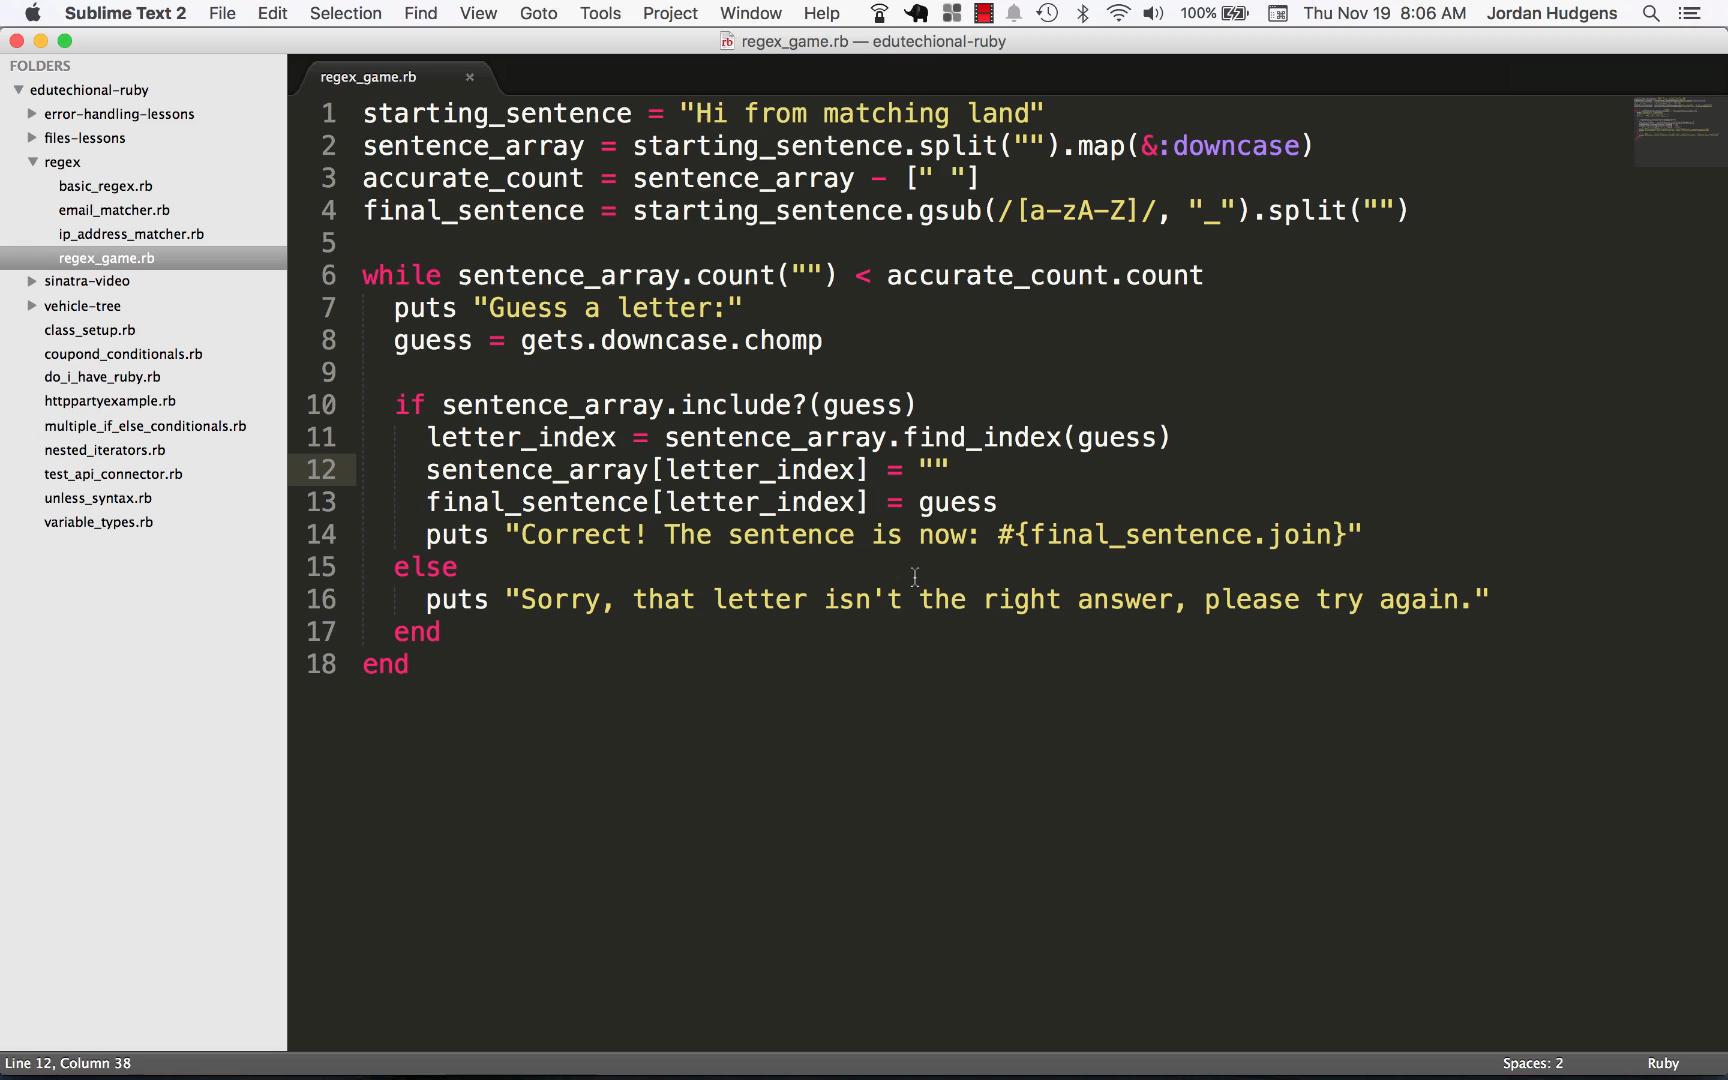 Sublime Text 2 File Edit Selection Find View Goto Tools Project Window Help 100% Thu Nov 19 8:06 AM Jordan Hudgens
regex_game.rb — edutechional-ruby
FOLDERS
edutechional-ruby
error-handling-lessons
files-lessons
regex
basic_regex.rb
email_matcher.rb
ip_address_matcher.rb
regex_game.rb
sinatra-video
vehicle-tree
class_setup.rb
coupond_conditionals.rb
do_i_have_ruby.rb
httppartyexample.rb
multiple_if_else_conditionals.rb
nested_iterators.rb
test_api_connector.rb
unless_syntax.rb
variable_types.rb
regex_game.rb ×
1 starting_sentence = "Hi from matching land"
2 sentence_array = starting_sentence.split("").map(&:downcase)
3 accurate_count = sentence_array - [" "]
4 final_sentence = starting_sentence.gsub(/[a-zA-Z]/, "_").split("")
5
6 while sentence_array.count("") < accurate_count.count
7 puts "Guess a letter:"
8 guess = gets.downcase.chomp
9
10 if sentence_array.include?(guess)
11 letter_index = sentence_array.find_index(guess)
12 sentence_array[letter_index] = ""
13 final_sentence[letter_index] = guess
14 puts "Correct! The sentence is now: #{final_sentence.join}"
15 else
16 puts "Sorry, that letter isn't the right answer, please try again."
17 end
18 end
Line 12, Column 38 Spaces: 2 Ruby